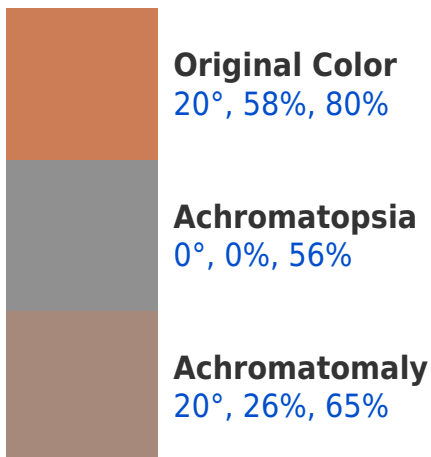 Original Color
20°, 58%, 80%
Achromatopsia
0°, 0%, 56%
Achromatomaly
20°, 26%, 65%